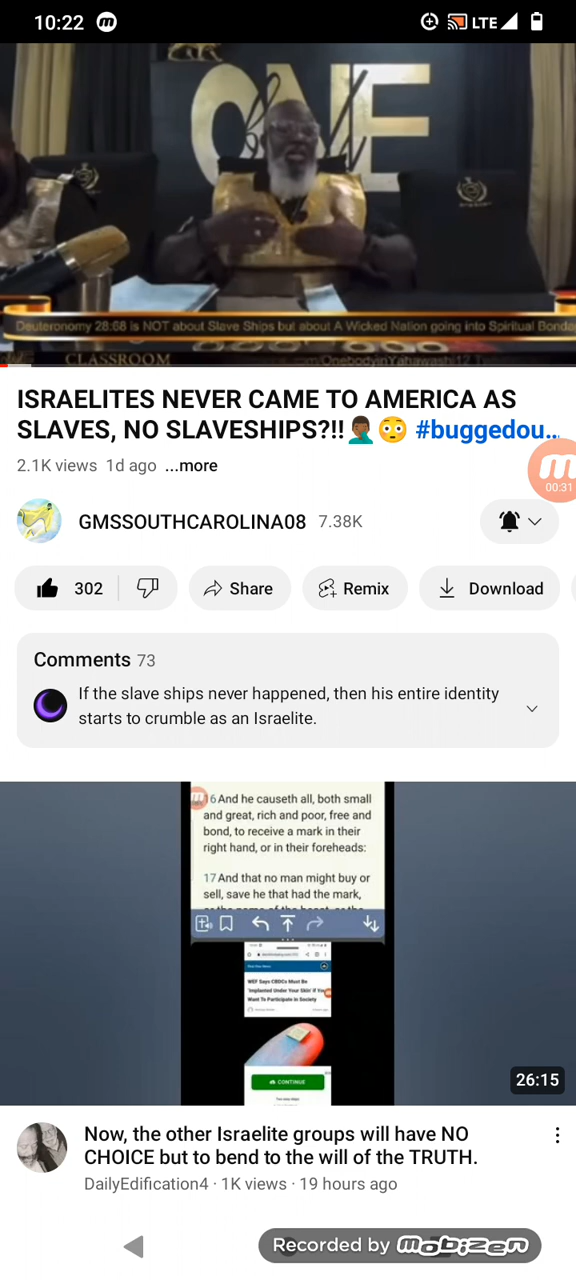 10:22
LTE
ONE
Deuteronomy 28:68 is NOT about Slave Ships but about A Wicked Nation going into Spiritual Bonda
CLASSROOM
ISRAELITES NEVER CAME TO AMERICA AS
SLAVES, NO SLAVESHIPS?!!🤦🏾‍♂️😳 #buggedou..
2.1K views 1d ago ...more
00:31
GMSSOUTHCAROLINA08 7.38K
302
Share
Remix
Download
Comments 73
If the slave ships never happened, then his entire identity
starts to crumble as an Israelite.
16 And he causeth all, both small
and great, rich and poor, free and
bond, to receive a mark in their
right hand, or in their foreheads:
17 And that no man might buy or
sell, save he that had the mark,
WEF Says CBDCs Must Be
'Implanted Under Your Skin' If You
Want To Participate in Society
CONTINUE
26:15
Now, the other Israelite groups will have NO
CHOICE but to bend to the will of the TRUTH.
DailyEdification4 · 1K views · 19 hours ago
Recorded by mobizen